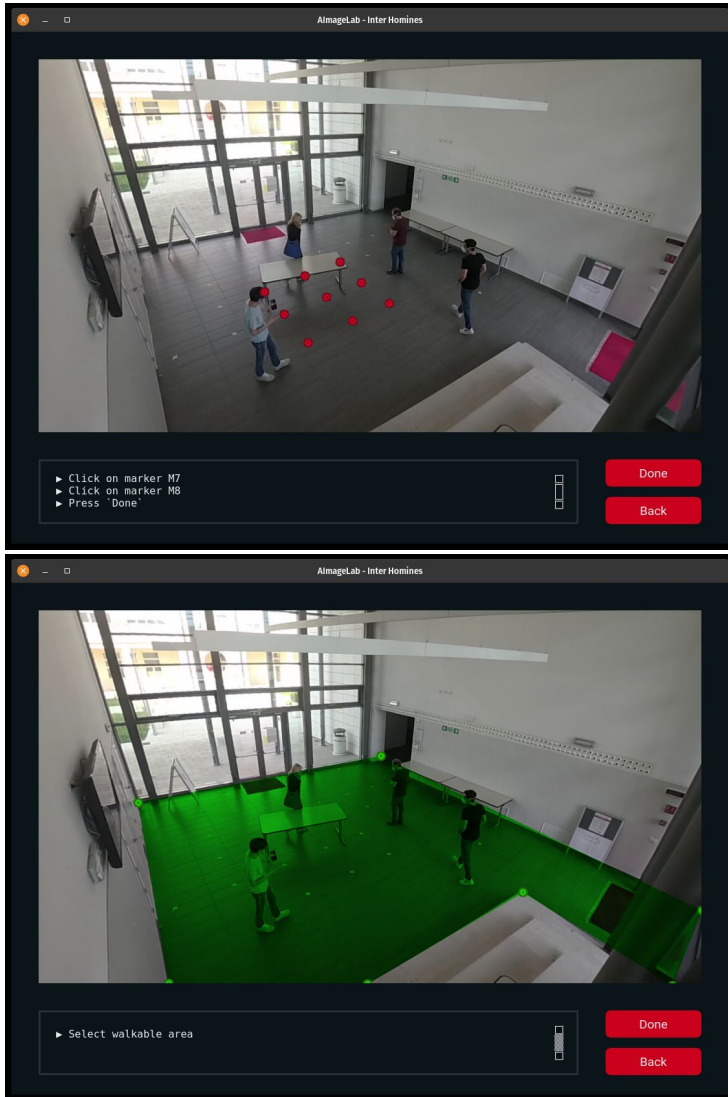 AImageLab - Inter Homines
▶ Click on marker M7
▶ Click on marker M8
▶ Press `Done`
Done
Back
AImageLab - Inter Homines
▶ Select walkable area
Done
Back